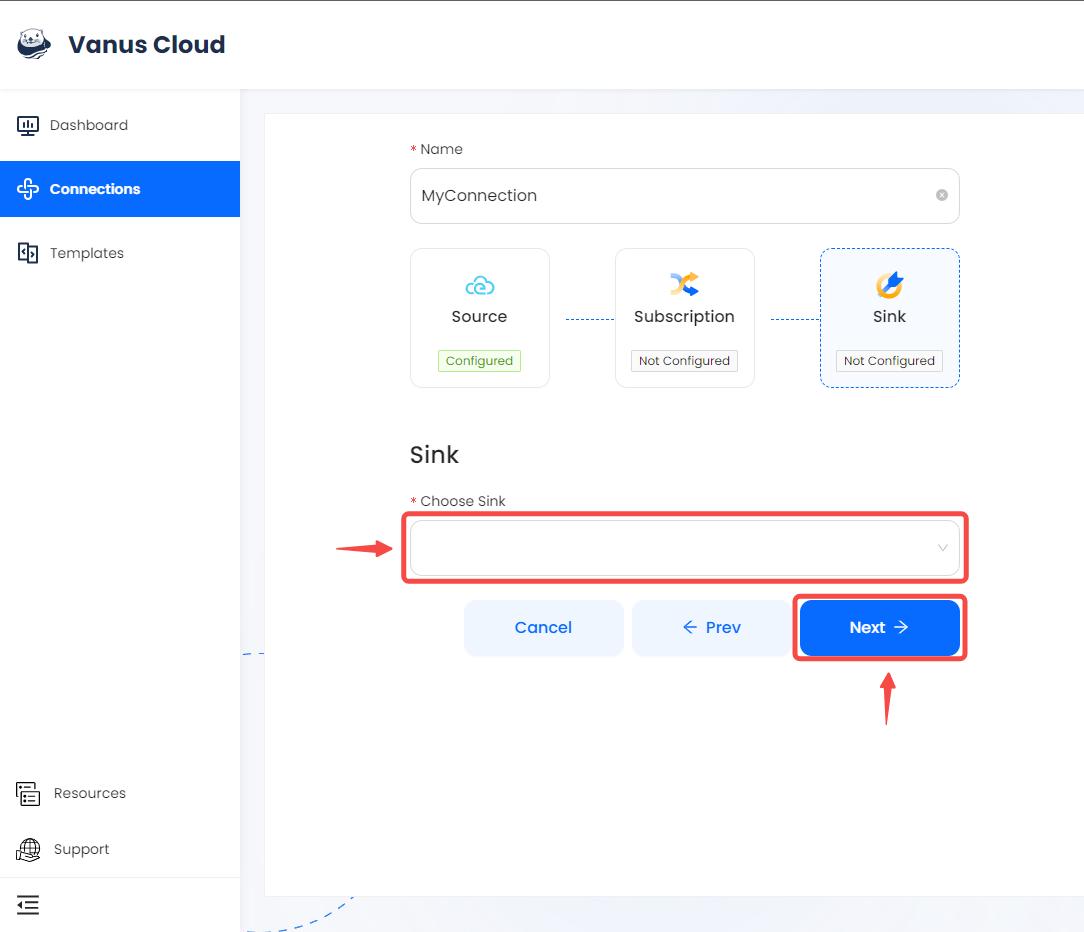 Vanus Cloud
Dashboard
Connections
Templates
Resources
Support
* Name
MyConnection
Source
Configured
Subscription
Not Configured
Sink
Not Configured
Sink
* Choose Sink
Cancel
← Prev
Next →